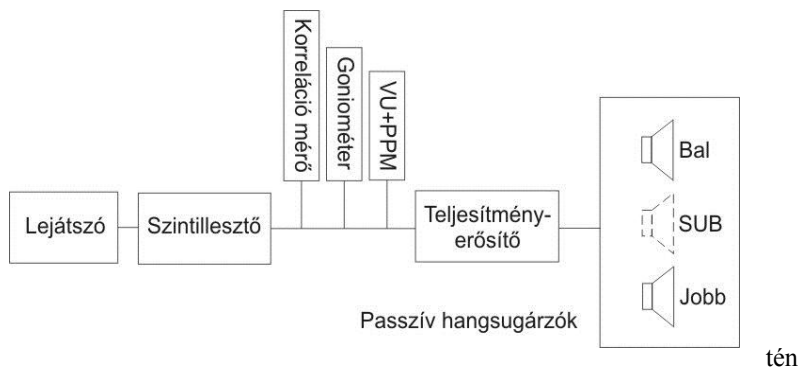 Korreláció mérő
Goniométer
VU+PPM
Lejátszó
Szintillesztő
Teljesítmény-
erősítő
Bal
SUB
Jobb
Passzív hangsugárzók
tén